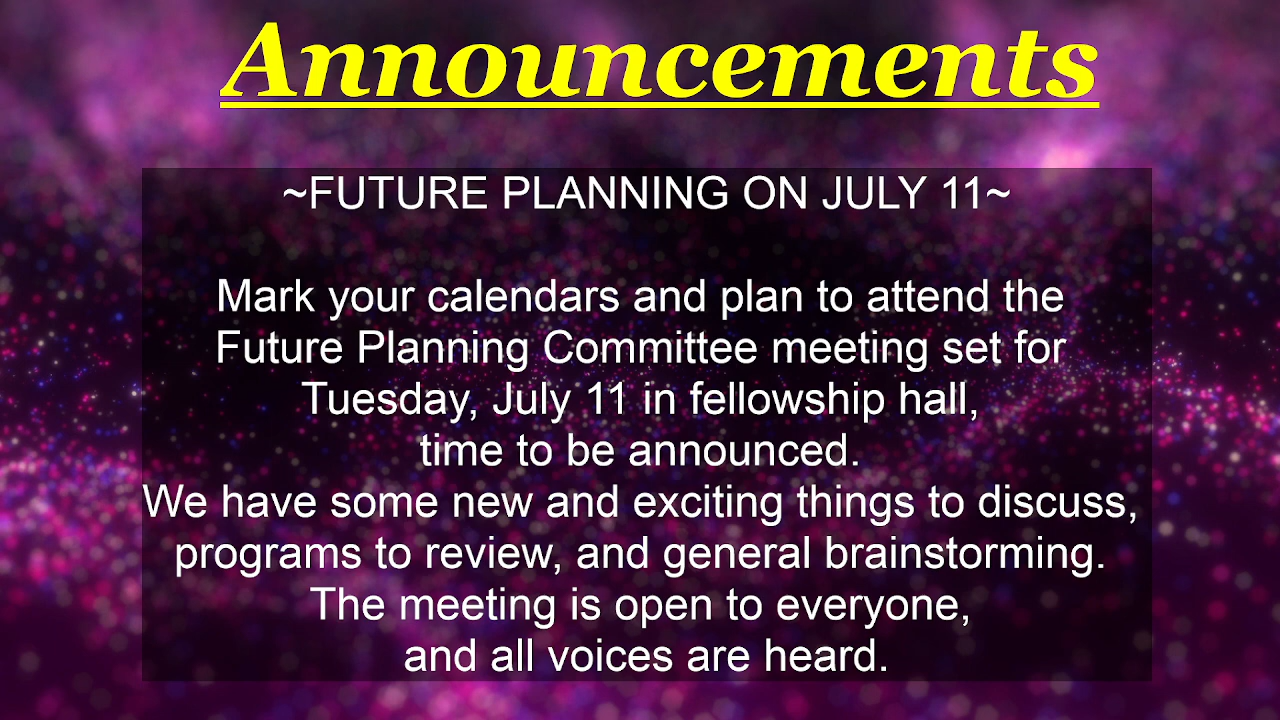 Announcements
~FUTURE PLANNING ON JULY 11~
Mark your calendars and plan to attend the
Future Planning Committee meeting set for
Tuesday, July 11 in fellowship hall,
time to be announced.
We have some new and exciting things to discuss,
programs to review, and general brainstorming.
The meeting is open to everyone,
and all voices are heard.